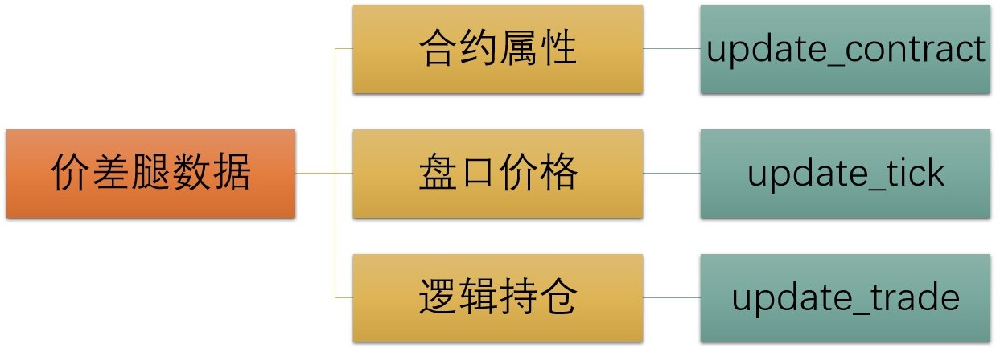 价差腿数据
合约属性
update_contract
盘口价格
update_tick
逻辑持仓
update_trade